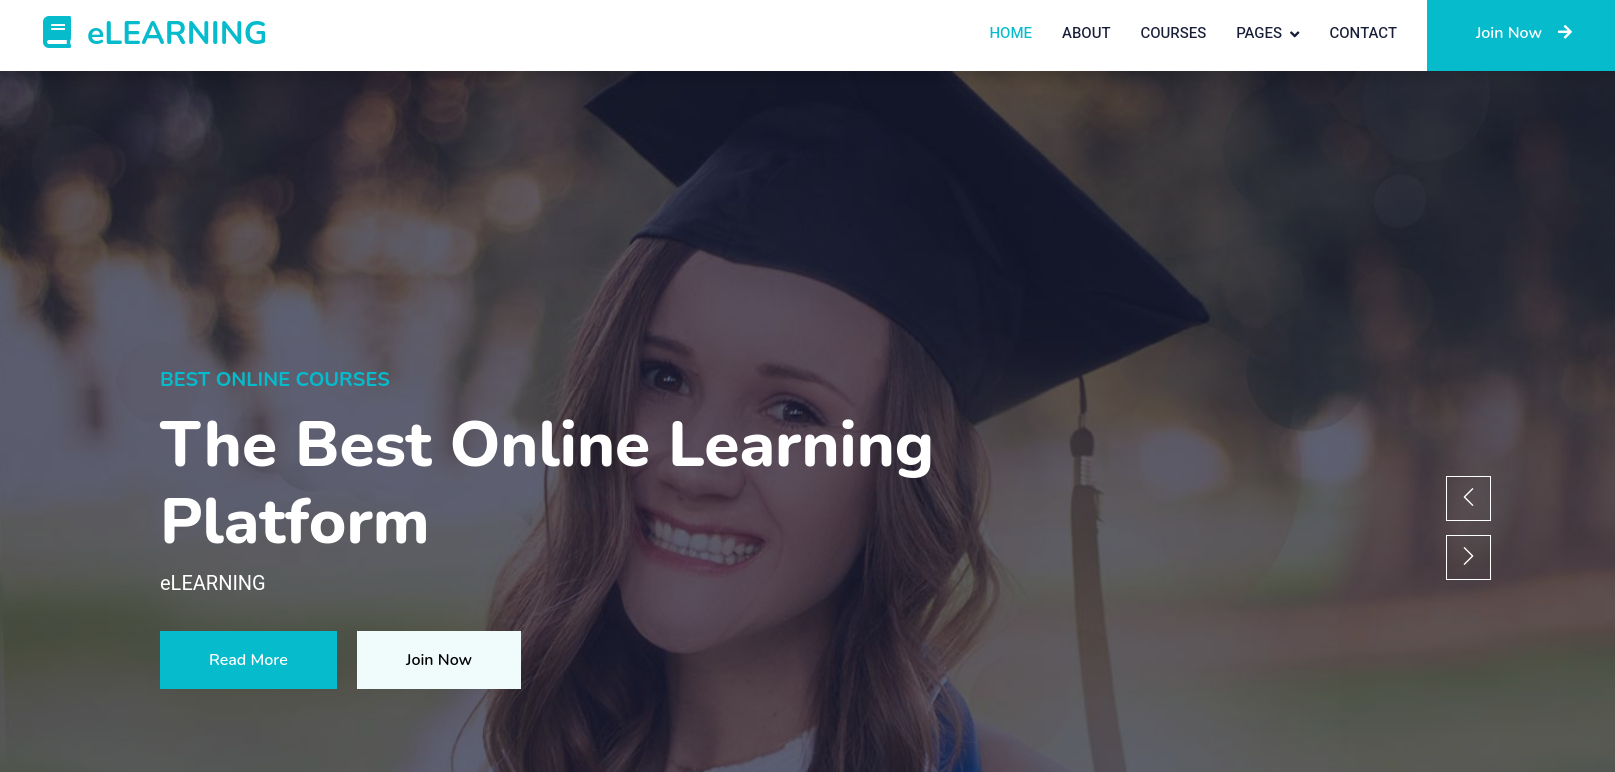 eLEARNING
HOME
ABOUT
COURSES
PAGES
CONTACT
Join Now
BEST ONLINE COURSES
The Best Online Learning
Platform
eLEARNING
Read More
Join Now